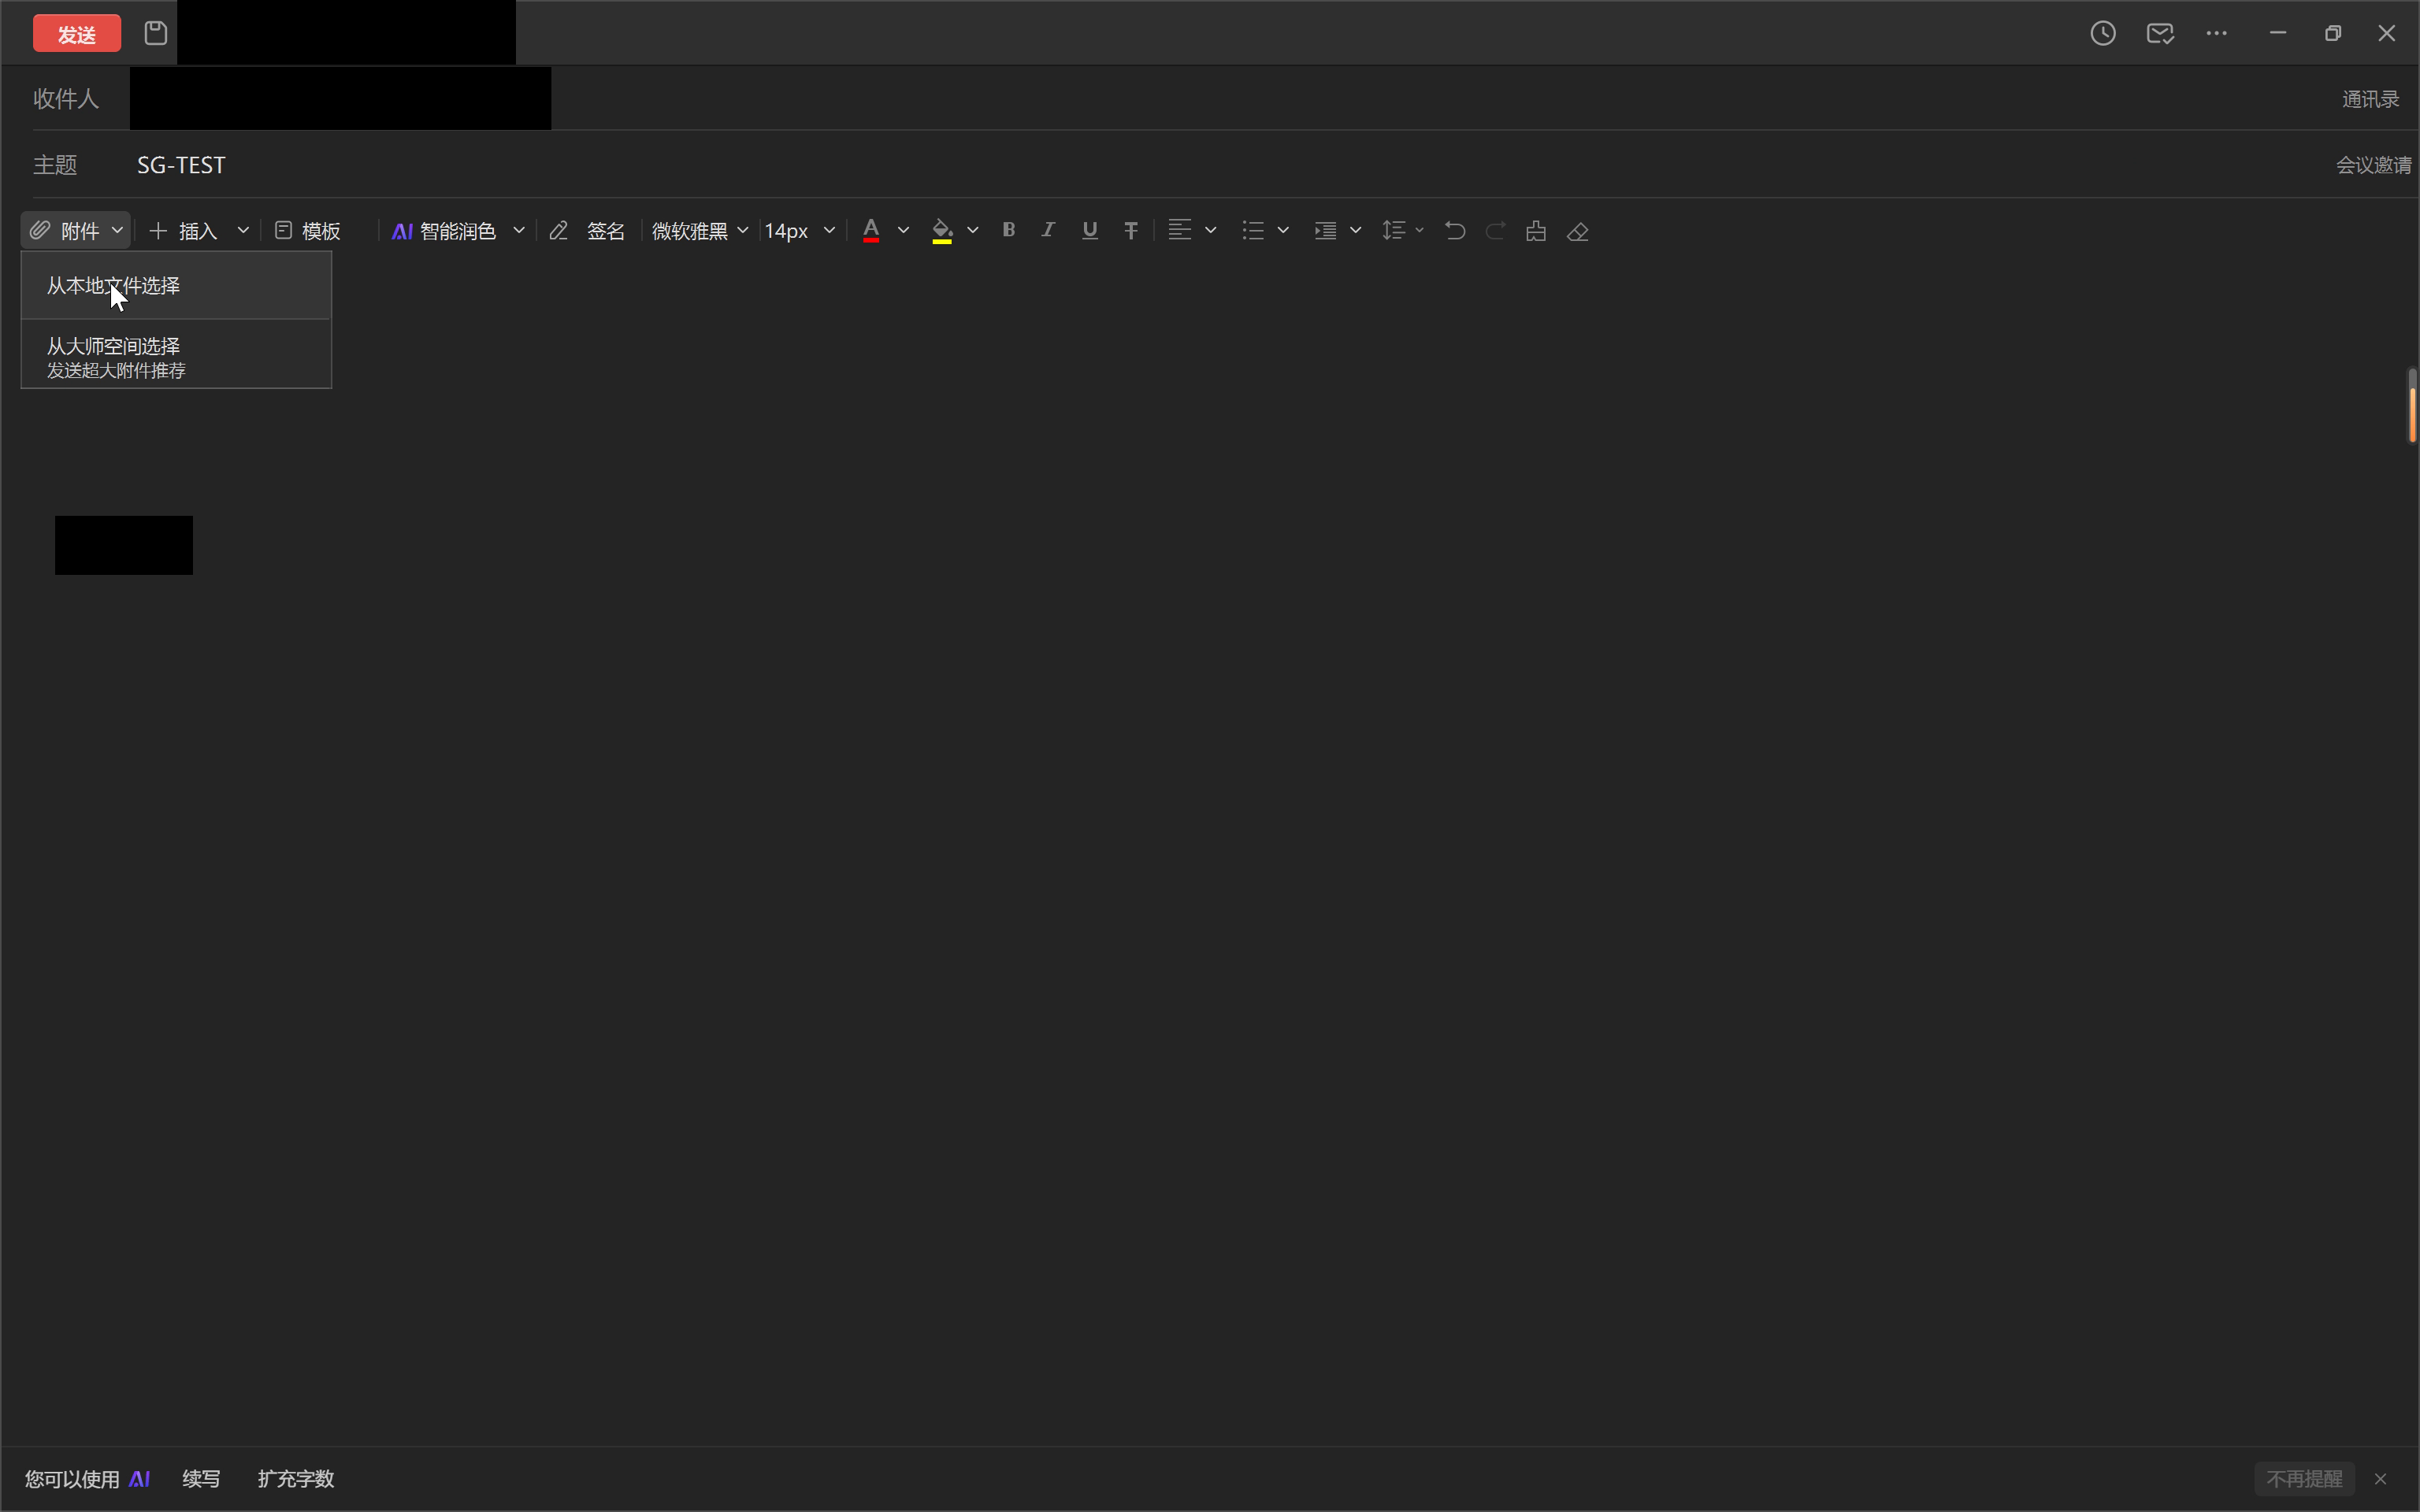 发送
收件人
通讯录
主题 SG-TEST
会议邀请
附件 插入 模板 AI 智能润色 签名 微软雅黑 14px A B I U T
从本地文件选择
从大师空间选择
发送超大附件推荐
您可以使用 AI 续写 扩充字数
不再提醒